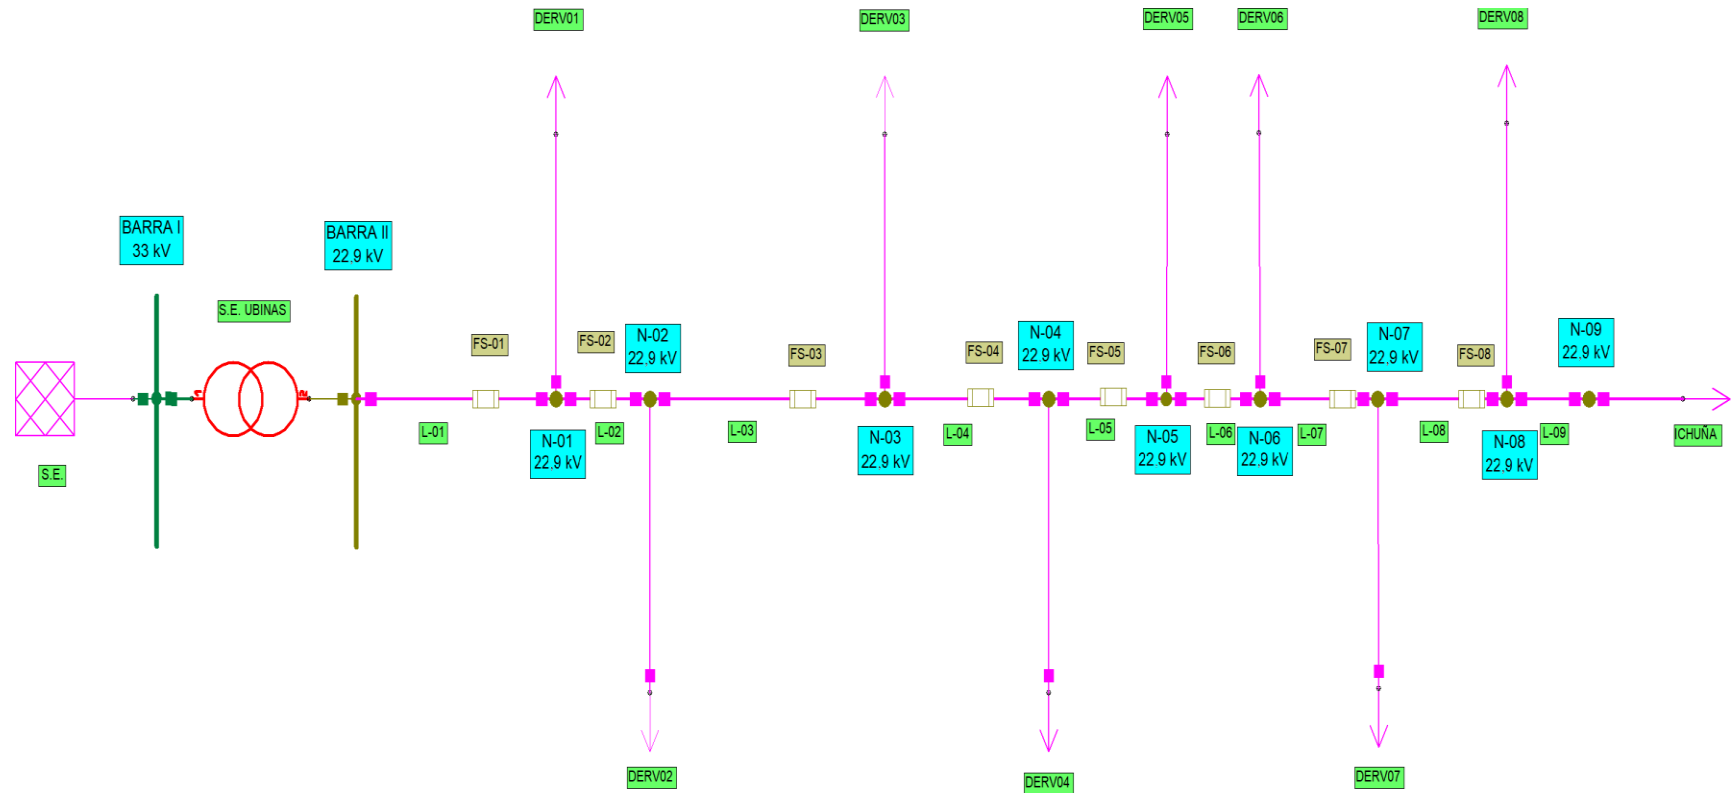 DERV01
DERV03
DERV05
DERV06
DERV08
BARRA I
33 kV
BARRA II
22,9 kV
S.E. UBINAS
FS-01
FS-02
N-02
22,9 kV
FS-03
FS-04
N-04
22.9 kV
FS-05
FS-06
FS-07
N-07
22,9 kV
FS-08
N-09
22,9 kV
L-01
L-02
L-03
L-04
L-05
L-06
L-07
L-08
L-09
ICHUÑA
N-01
22,9 kV
N-03
22,9 kV
N-05
22.9 kV
N-06
22,9 kV
N-08
22,9 kV
S.E.
DERV02
DERV04
DERV07